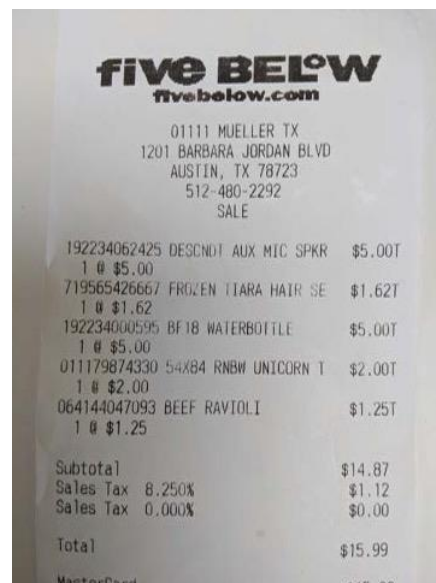 five BELOW
fivebelow.com
01111 MUELLER TX
1201 BARBARA JORDAN BLVD
AUSTIN, TX 78723
512-480-2292
SALE
192234062425 DESCNDT AUX MIC SPKR $5.00T
1 @ $5.00
719565426667 FROZEN TIARA HAIR SE $1.62T
1 @ $1.62
192234000595 BF18 WATERBOTTLE $5.00T
1 @ $5.00
011179874330 54X84 RNBW UNICORN T $2.00T
1 @ $2.00
064144047093 BEEF RAVIOLI $1.25T
1 @ $1.25
Subtotal $14.87
Sales Tax 8.250% $1.12
Sales Tax 0.000% $0.00
Total $15.99
MasterCard